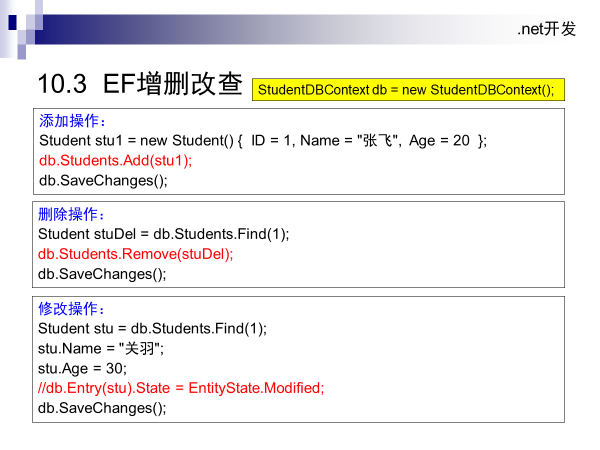 .net开发
10.3 EF增删改查
StudentDBContext db = new StudentDBContext();
添加操作：
Student stu1 = new Student() { ID = 1, Name = "张飞", Age = 20 };
db.Students.Add(stu1);
db.SaveChanges();
删除操作：
Student stuDel = db.Students.Find(1);
db.Students.Remove(stuDel);
db.SaveChanges();
修改操作：
Student stu = db.Students.Find(1);
stu.Name = "关羽";
stu.Age = 30;
//db.Entry(stu).State = EntityState.Modified;
db.SaveChanges();